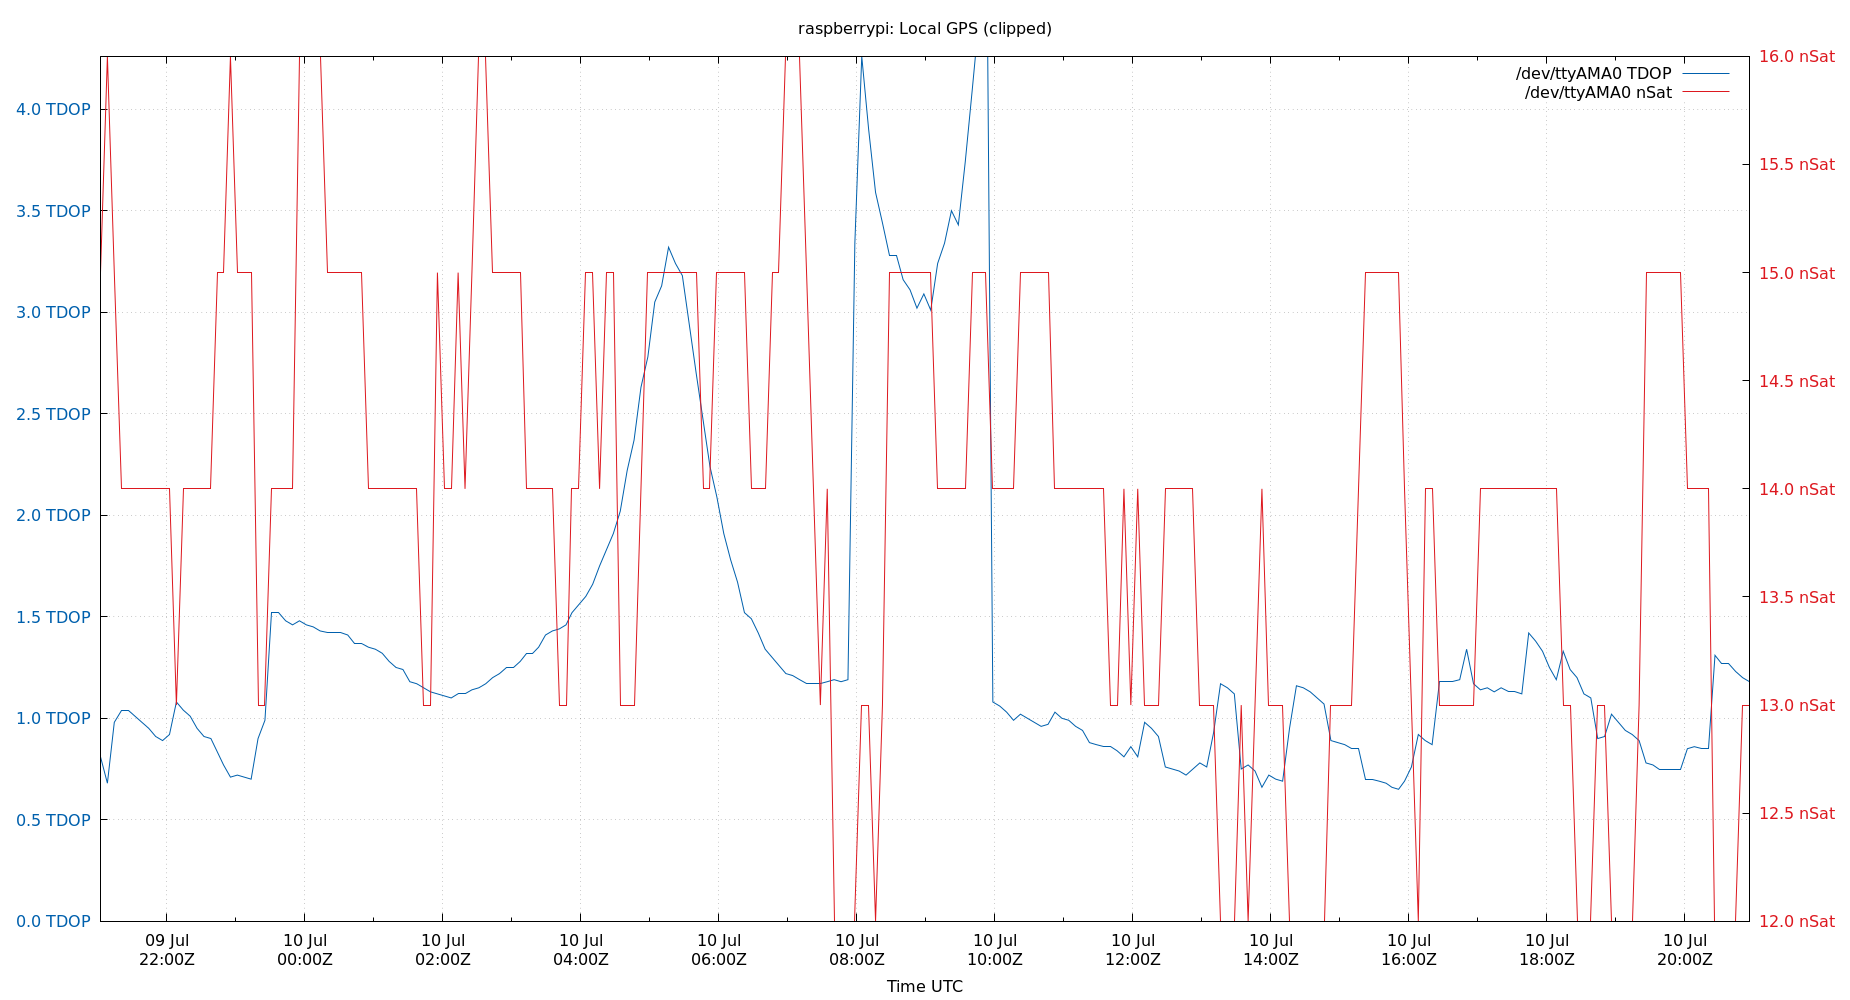 raspberrypi: Local GPS (clipped)
/dev/ttyAMA0 TDOP
/dev/ttyAMA0 nSat
4.0 TDOP
3.5 TDOP
3.0 TDOP
2.5 TDOP
2.0 TDOP
1.5 TDOP
1.0 TDOP
0.5 TDOP
0.0 TDOP
16.0 nSat
15.5 nSat
15.0 nSat
14.5 nSat
14.0 nSat
13.5 nSat
13.0 nSat
12.5 nSat
12.0 nSat
09 Jul
22:00Z
10 Jul
00:00Z
10 Jul
02:00Z
10 Jul
04:00Z
10 Jul
06:00Z
10 Jul
08:00Z
10 Jul
10:00Z
10 Jul
12:00Z
10 Jul
14:00Z
10 Jul
16:00Z
10 Jul
18:00Z
10 Jul
20:00Z
Time UTC